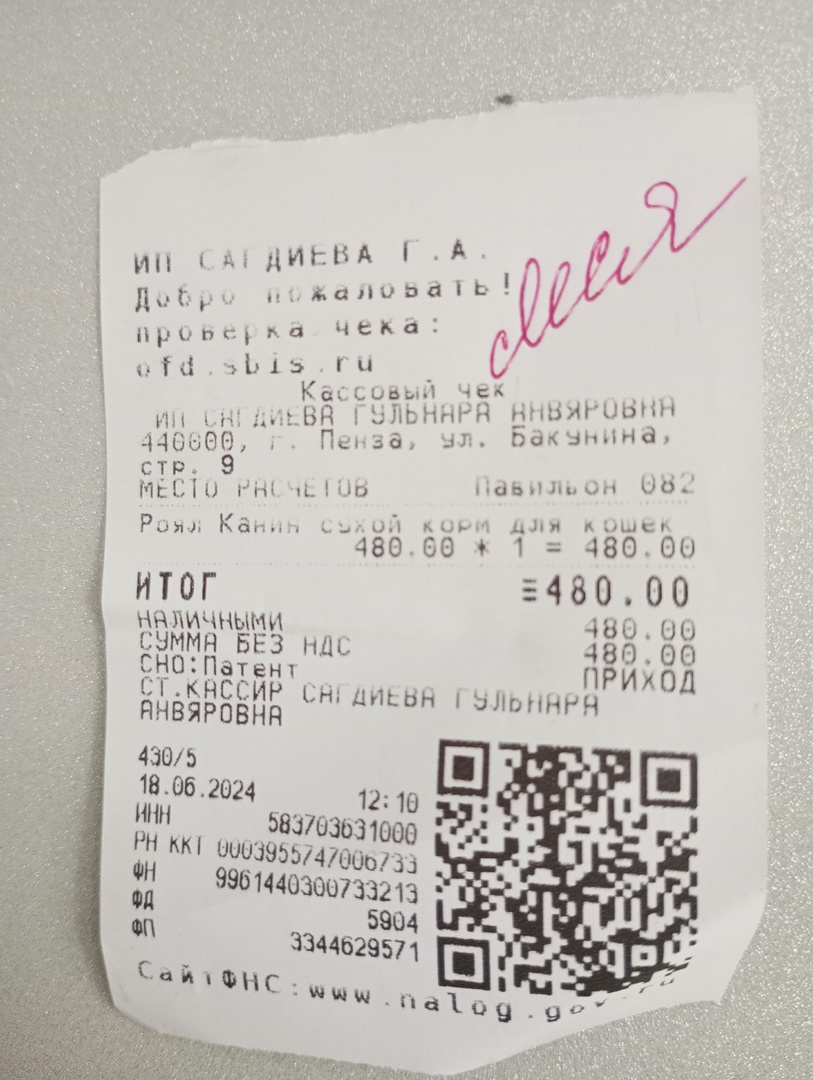 ИП САГДИЕВА Г.А.
Добро пожаловать!
проверка чека:
ofd.sbis.ru
Кассовый чек
ИП САГДИЕВА ГУЛЬНАРА АНВЯРОВНА
440000, г. Пенза, ул. Бакунина,
стр. 9
МЕСТО РАСЧЕТОВ Павильон 082
Роял Канин сухой корм для кошек
480.00 * 1 = 480.00
ИТОГ ≡480.00
НАЛИЧНЫМИ 480.00
СУММА БЕЗ НДС 480.00
СНО:Патент ПРИХОД
СТ.КАССИР САГДИЕВА ГУЛЬНАРА
АНВЯРОВНА
430/5
18.06.2024 12:10
ИНН 583703631000
РН ККТ 0003955747006733
ФН 9961440300733213
ФД 5904
ФП 3344629571
СайтФНС:www.nalog.gov.ru